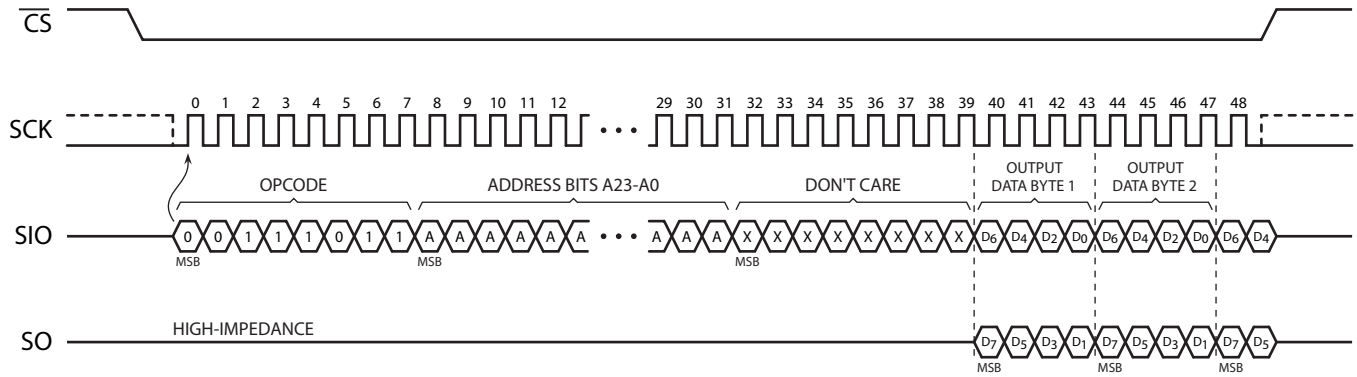 CS
0 1 2 3 4 5 6 7 8 9 10 11 12 29 30 31 32 33 34 35 36 37 38 39 40 41 42 43 44 45 46 47 48
SCK
OPCODE ADDRESS BITS A23-A0 DON'T CARE OUTPUT DATA BYTE 1 OUTPUT DATA BYTE 2
SIO 0 0 1 1 1 0 1 1 A A A A A A A A A X X X X X X X X D6 D4 D2 D0 D6 D4 D2 D0 D6 D4
MSB MSB MSB
HIGH-IMPEDANCE
SO D7 D5 D3 D1 D7 D5 D3 D1 D7 D5
MSB MSB MSB